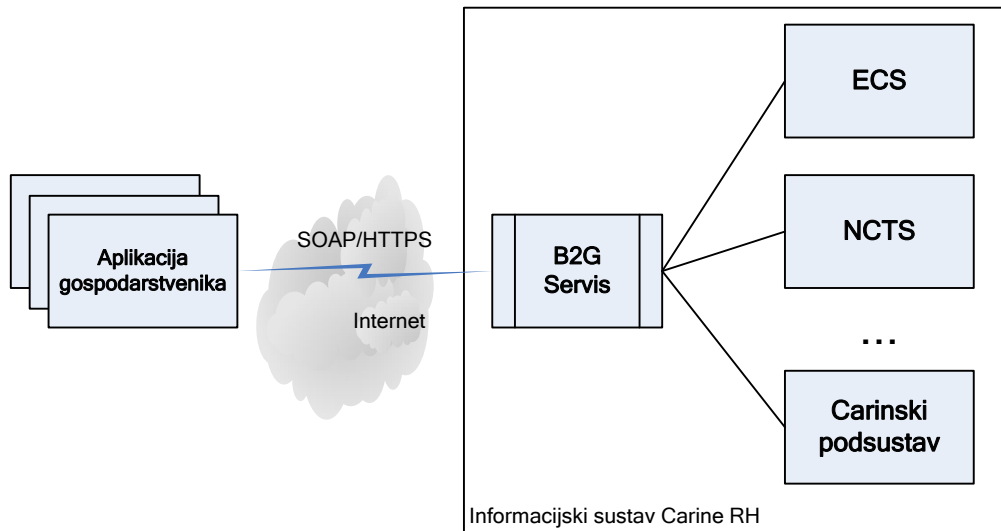 Aplikacija
gospodarstvenika
SOAP/HTTPS
Internet
B2G
Servis
ECS
NCTS
...
Carinski
podsustav
Informacijski sustav Carine RH